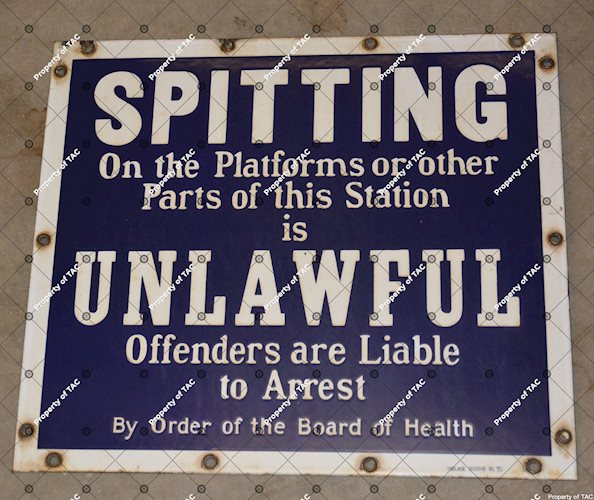 SPITTING
On the Platforms or other
Parts of this Station
is
UNLAWFUL
Offenders are Liable
to Arrest
By Order of the Board of Health
Property of TAC